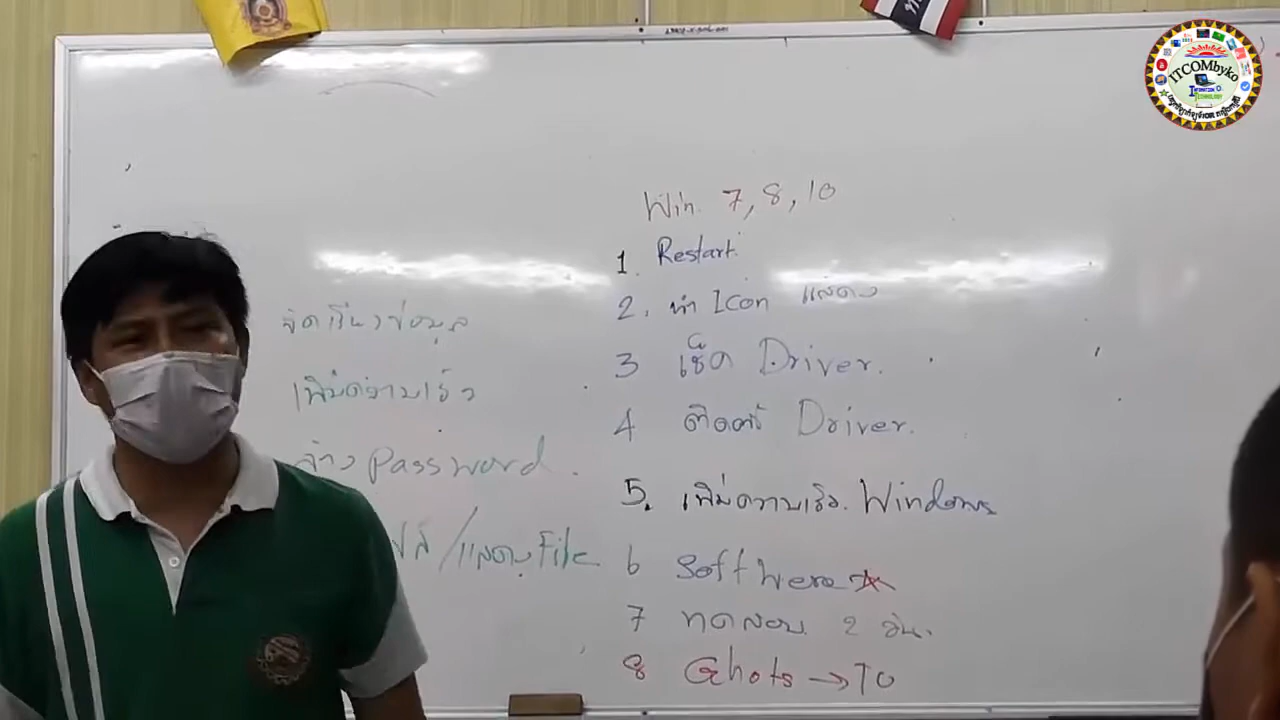 Win. 7, 8, 10
1. Restart.
2. นำ Icon แสดง
3 เช็ค Driver.
4 ติดตั้ง Driver.
5. เพิ่มความเร็ว. Windows
6 Softwere
7 ทดสอบ 2 วัน.
8 Ghots → TO
จัดเรียงข้อมูล
เพิ่มความเร็ว
ล้าง Password.
/แสดง File
ITCOMbyko